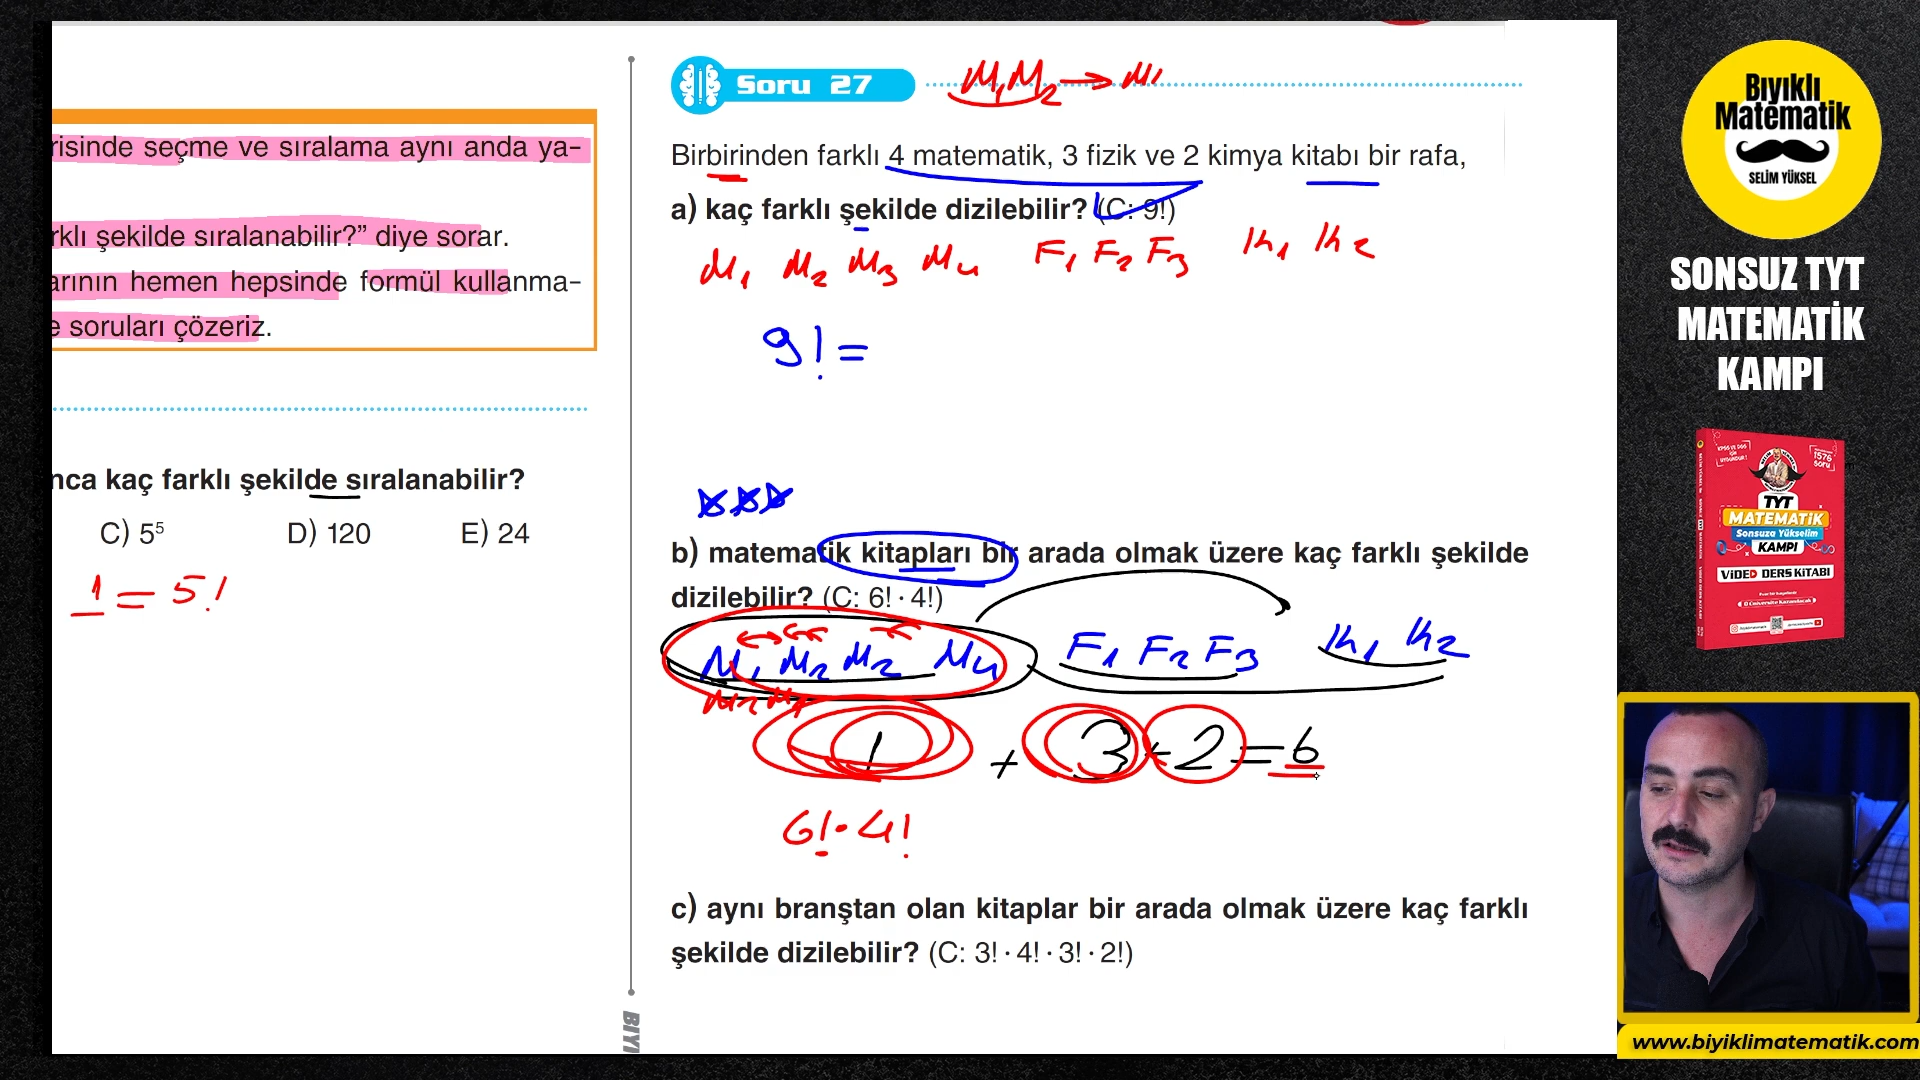 risinde seçme ve sıralama aynı anda ya-
rklı şekilde sıralanabilir?” diye sorar.
arının hemen hepsinde formül kullanma-
e soruları çözeriz.
nca kaç farklı şekilde sıralanabilir?
C) 5⁵ D) 120 E) 24
1 = 5!
Soru 27
M₁M₂ → M₁
Birbirinden farklı 4 matematik, 3 fizik ve 2 kimya kitabı bir rafa,
a) kaç farklı şekilde dizilebilir? (C: 9!)
M₁ M₂ M₃ M₄ F₁ F₂ F₃ K₁ K₂
9! =
b) matematik kitapları bir arada olmak üzere kaç farklı şekilde
dizilebilir? (C: 6! · 4!)
M₁ M₂ M₂ M₄ F₁ F₂ F₃ K₁ K₂
M₂ M₁
1 + 3 + 2 = 6
6! · 4!
c) aynı branştan olan kitaplar bir arada olmak üzere kaç farklı
şekilde dizilebilir? (C: 3! · 4! · 3! · 2!)
BIYI
Bıyıklı
Matematik
SELİM YÜKSEL
SONSUZ TYT
MATEMATİK
KAMPI
TYT
MATEMATİK
Sonsuza Yükselim
KAMPI
VİDEO DERS KİTABI
www.biyiklimatematik.com